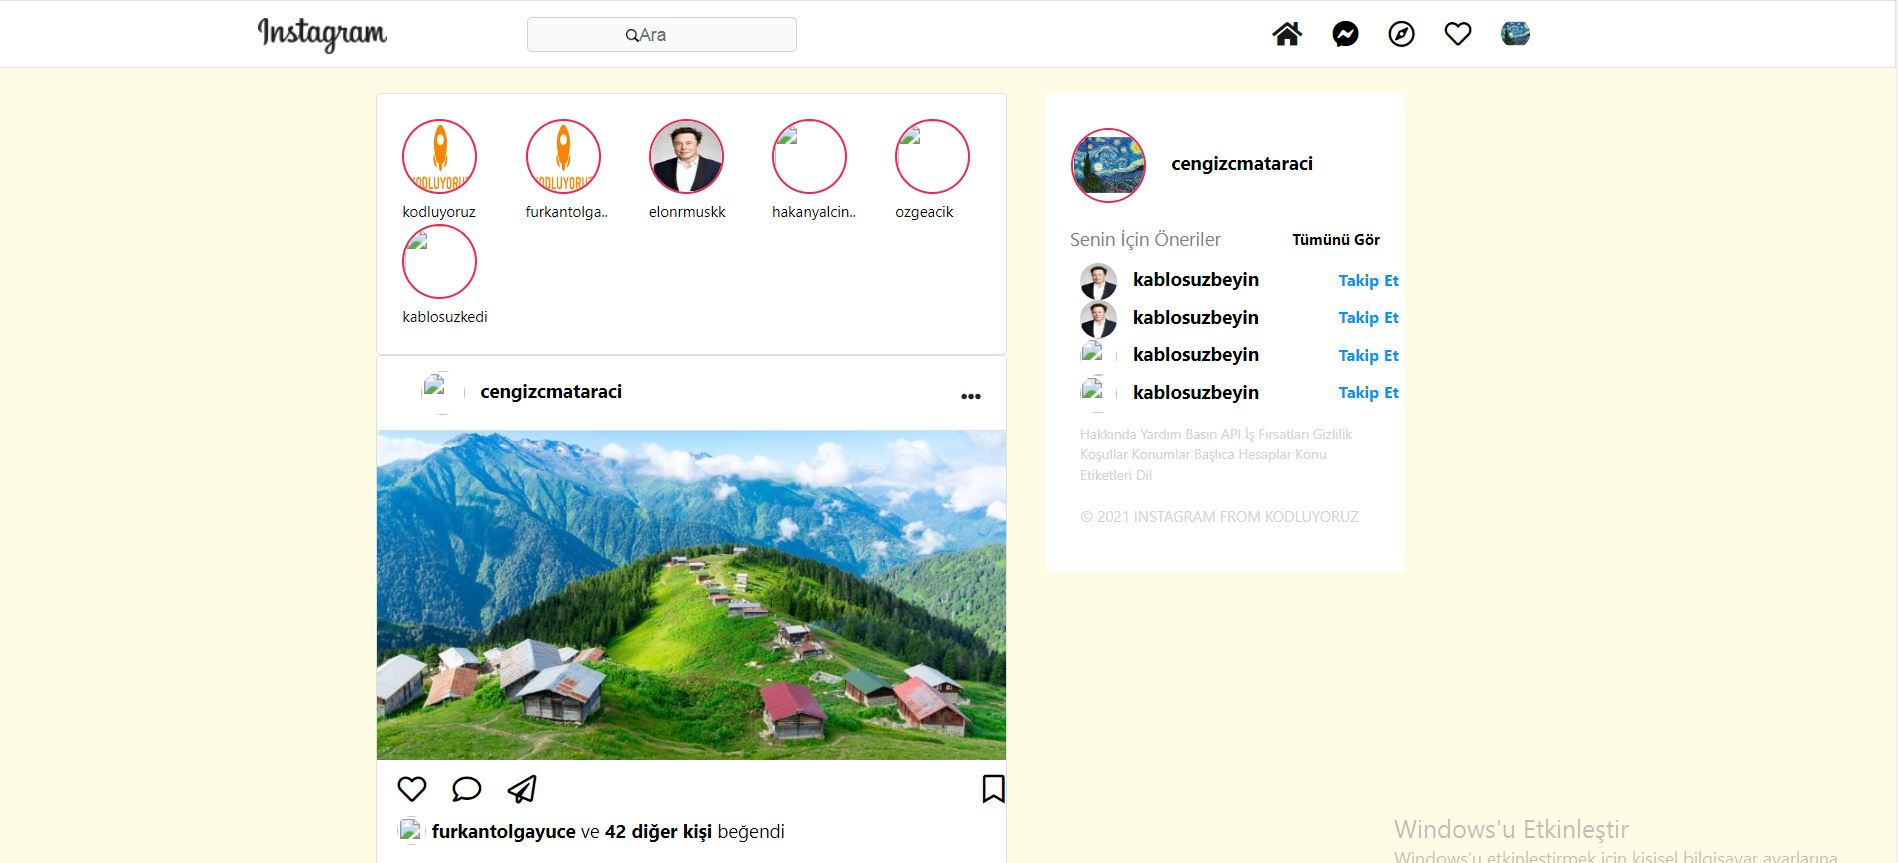 Instagram
Ara
KODLUYORUZ
KODLUYORUZ
kodluyoruz
furkantolga..
elonrmuskk
hakanyalcin..
ozgeacik
kablosuzkedi
cengizcmataraci
furkantolgayuce ve 42 diğer kişi beğendi
cengizcmataraci
Senin İçin Öneriler
Tümünü Gör
kablosuzbeyin
Takip Et
kablosuzbeyin
Takip Et
kablosuzbeyin
Takip Et
kablosuzbeyin
Takip Et
Hakkında Yardım Basın API İş Fırsatları Gizlilik
Koşullar Konumlar Başlıca Hesaplar Konu
Etiketleri Dil
© 2021 INSTAGRAM FROM KODLUYORUZ
Windows'u Etkinleştir
Windows'u etkinleştirmek için kişisel bilgisayar ayarlarına